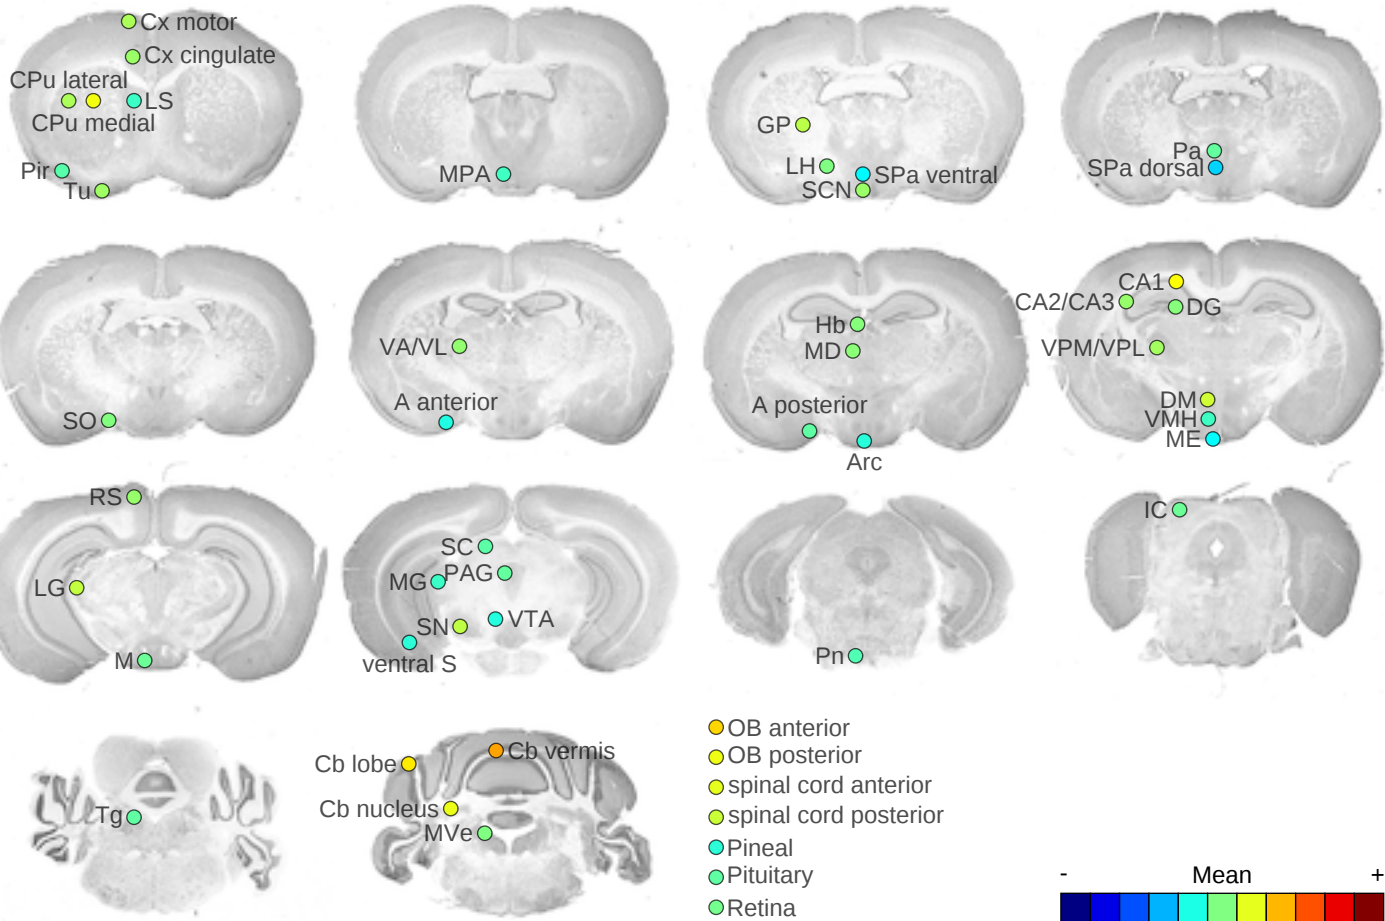 Cx motor
Cx cingulate
CPu lateral
LS
CPu medial
Pir
Tu
MPA
GP
LH
SPa ventral
SCN
Pa
SPa dorsal
SO
VA/VL
A anterior
Hb
MD
A posterior
Arc
CA1
CA2/CA3
DG
VPM/VPL
DM
VMH
ME
RS
LG
M
SC
PAG
MG
SN
VTA
ventral S
Pn
IC
Tg
Cb lobe
Cb vermis
Cb nucleus
MVe
OB anterior
OB posterior
spinal cord anterior
spinal cord posterior
Pineal
Pituitary
Retina
- Mean +